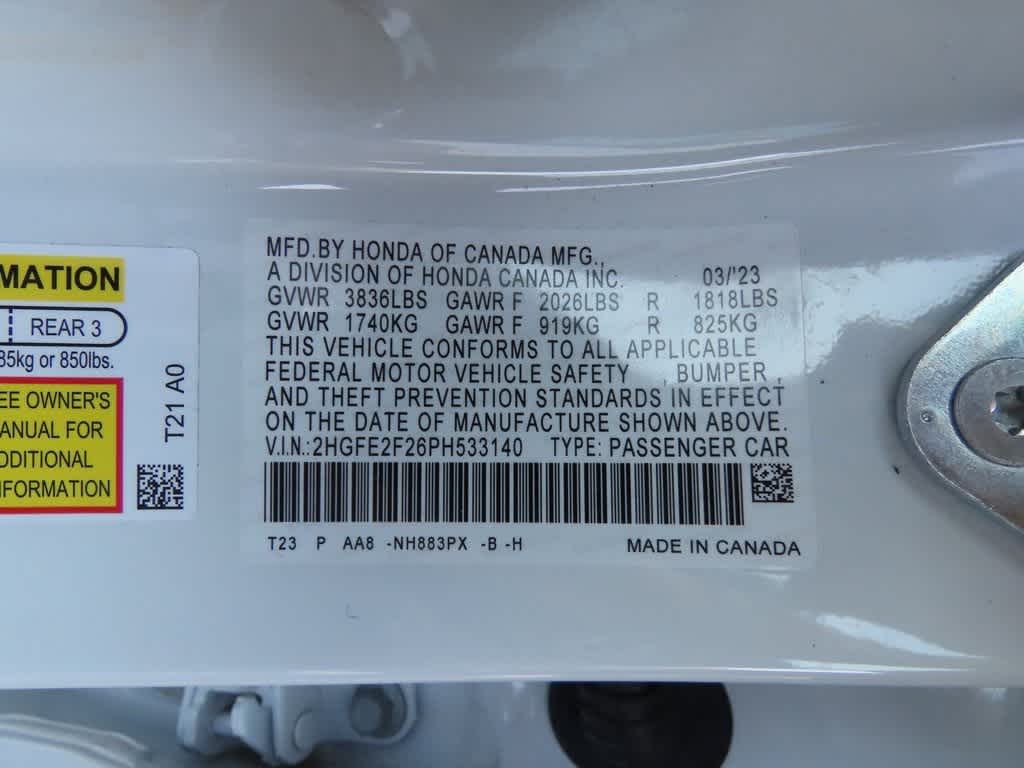 MATION
REAR 3
85kg or 850lbs.
EE OWNER'S
ANUAL FOR
DDITIONAL
NFORMATION
T21 A0
MFD.BY HONDA OF CANADA MFG.,
A DIVISION OF HONDA CANADA INC. 03/'23
GVWR 3836LBS GAWR F 2026LBS R 1818LBS
GVWR 1740KG GAWR F 919KG R 825KG
THIS VEHICLE CONFORMS TO ALL APPLICABLE
FEDERAL MOTOR VEHICLE SAFETY , BUMPER ,
AND THEFT PREVENTION STANDARDS IN EFFECT
ON THE DATE OF MANUFACTURE SHOWN ABOVE.
V.I.N.:2HGFE2F26PH533140 TYPE: PASSENGER CAR
T23 P AA8 -NH883PX -B -H MADE IN CANADA